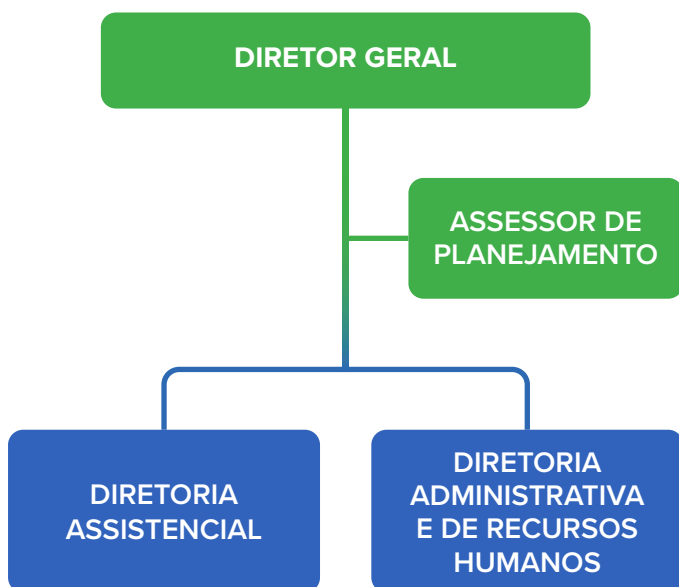 DIRETOR GERAL
ASSESSOR DE
PLANEJAMENTO
DIRETORIA
ASSISTENCIAL
DIRETORIA
ADMINISTRATIVA
E DE RECURSOS
HUMANOS